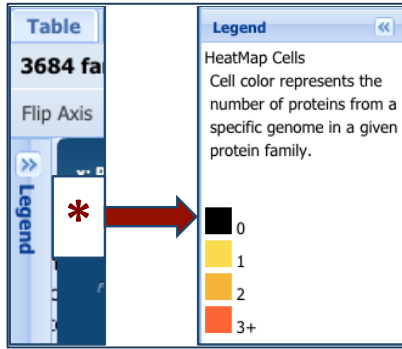 Table
3684 fa
Flip Axis
Legend
*
Legend
HeatMap Cells
Cell color represents the
number of proteins from a
specific genome in a given
protein family.
0
1
2
3+